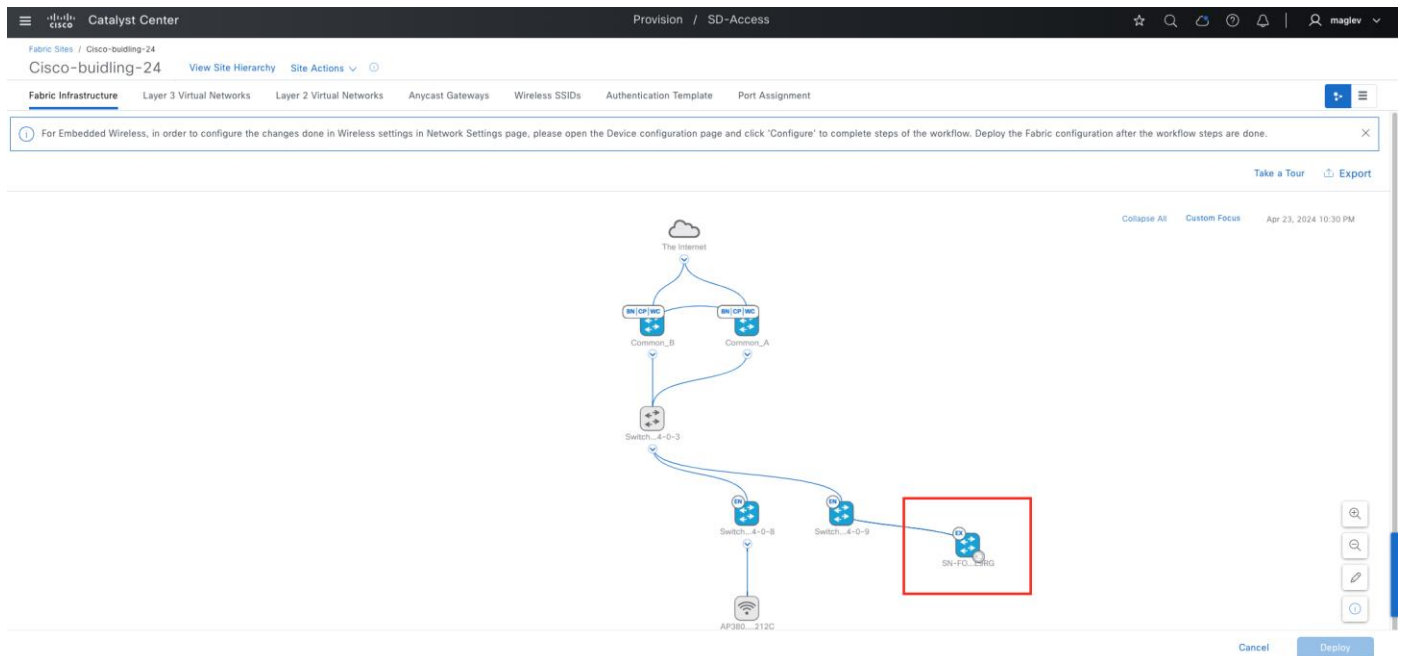 cisco Catalyst Center
Provision / SD-Access
maglev
Fabric Sites / Cisco-buidling-24
Cisco-buidling-24 View Site Hierarchy Site Actions
Fabric Infrastructure Layer 3 Virtual Networks Layer 2 Virtual Networks Anycast Gateways Wireless SSIDs Authentication Template Port Assignment
For Embedded Wireless, in order to configure the changes done in Wireless settings in Network Settings page, please open the Device configuration page and click 'Configure' to complete steps of the workflow. Deploy the Fabric configuration after the workflow steps are done.
Take a Tour Export
Collapse All Custom Focus Apr 23, 2024 10:30 PM
The Internet
BN|CP|WC BN|CP|WC
Common_B Common_A
Switch...4-0-3
EN EN
Switch...4-0-8 Switch...4-0-9
EX
SN-FO...29RG
AP380....212C
Cancel Deploy